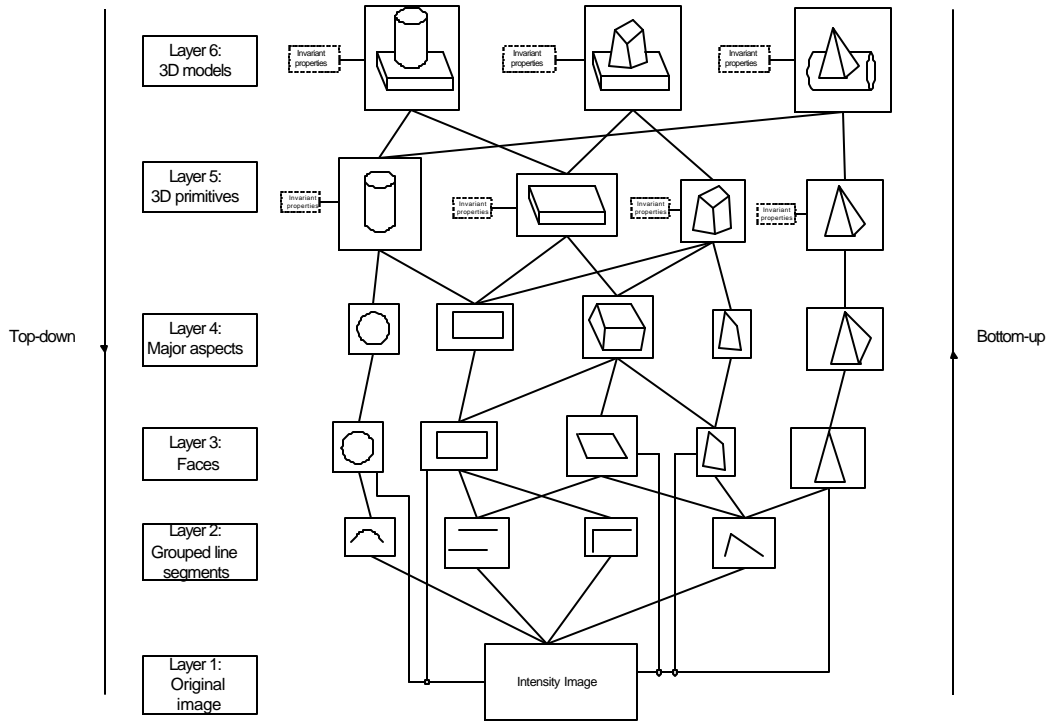 Layer 6:
3D models
Invariant
properties
Invariant
properties
Invariant
properties
Layer 5:
3D primitives
Invariant
properties
Invariant
properties
Invariant
properties
Invariant
properties
Top-down
Layer 4:
Major aspects
Bottom-up
Layer 3:
Faces
Layer 2:
Grouped line
segments
Layer 1:
Original
image
Intensity Image